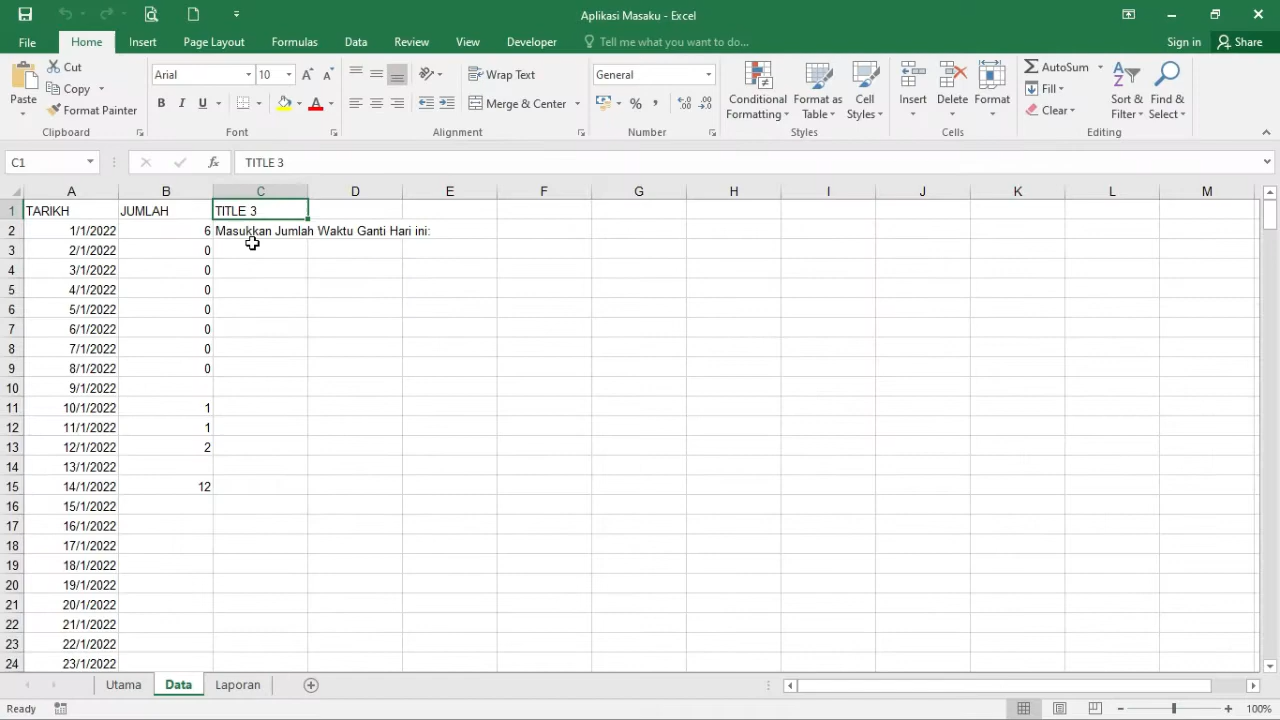 Aplikasi Masaku - Excel
File Home Insert Page Layout Formulas Data Review View Developer Tell me what you want to do... Sign in Share
Cut
Copy
Format Painter
Paste
Clipboard
Arial 10
B I U
Font
Wrap Text
Merge & Center
Alignment
General
Number
Conditional Formatting
Format as Table
Cell Styles
Styles
Insert Delete Format
Cells
AutoSum
Fill
Clear
Sort & Filter
Find & Select
Editing
C1 fx TITLE 3
A B C D E F G H I J K L M
1 TARIKH JUMLAH TITLE 3
2 1/1/2022 6 Masukkan Jumlah Waktu Ganti Hari ini:
3 2/1/2022 0
4 3/1/2022 0
5 4/1/2022 0
6 5/1/2022 0
7 6/1/2022 0
8 7/1/2022 0
9 8/1/2022 0
10 9/1/2022
11 10/1/2022 1
12 11/1/2022 1
13 12/1/2022 2
14 13/1/2022
15 14/1/2022 12
16 15/1/2022
17 16/1/2022
18 17/1/2022
19 18/1/2022
20 19/1/2022
21 20/1/2022
22 21/1/2022
23 22/1/2022
24 23/1/2022
Utama Data Laporan
Ready 100%